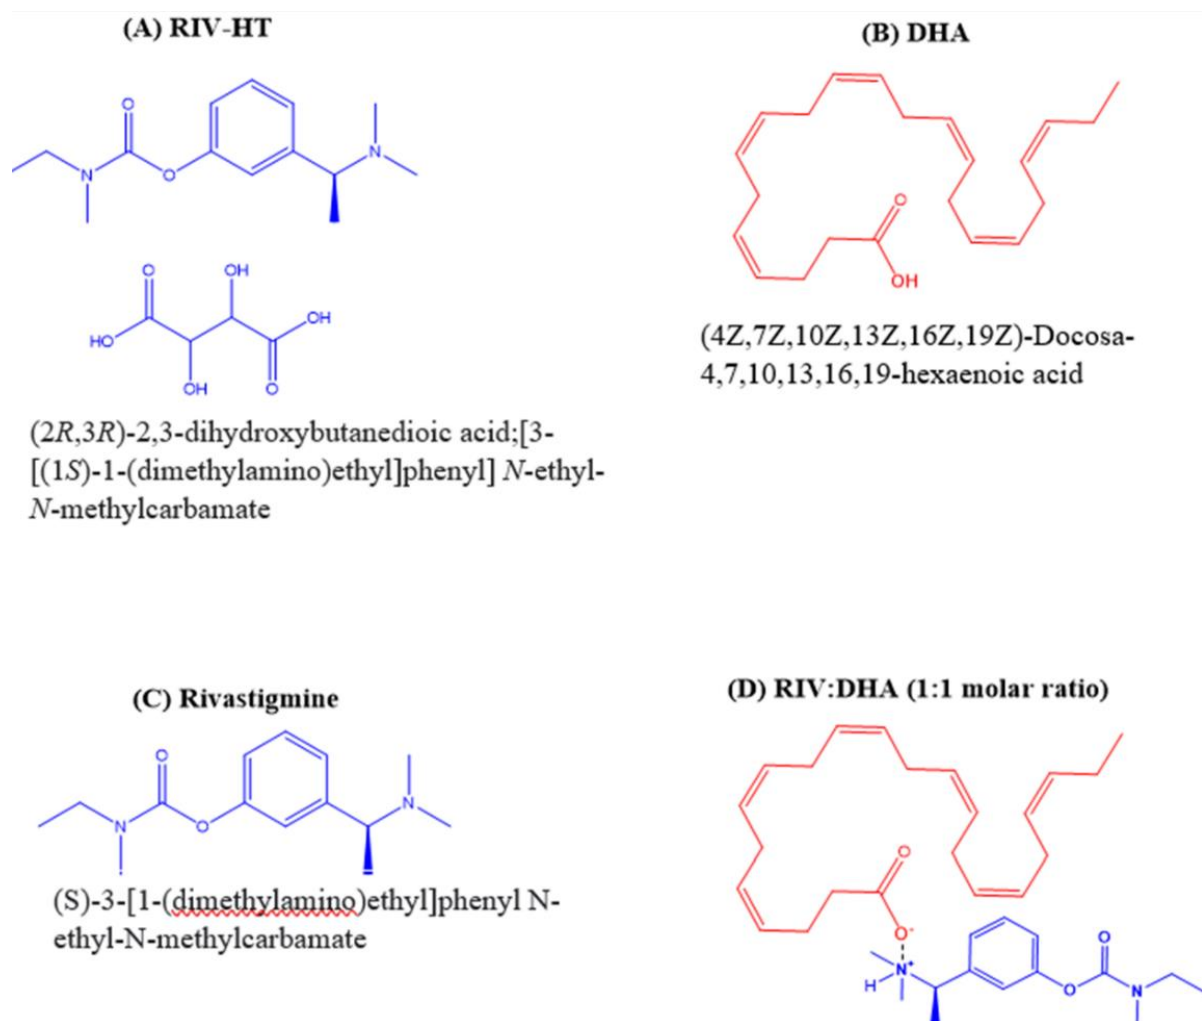 (A) RIV-HT
O
N
O
N
O
OH
OH
HO
OH
O
(2R,3R)-2,3-dihydroxybutanedioic acid;[3-
[(1S)-1-(dimethylamino)ethyl]phenyl] N-ethyl-
N-methylcarbamate
(B) DHA
O
OH
(4Z,7Z,10Z,13Z,16Z,19Z)-Docosa-
4,7,10,13,16,19-hexaenoic acid
(C) Rivastigmine
O
N
O
N
(S)-3-[1-(dimethylamino)ethyl]phenyl N-
ethyl-N-methylcarbamate
(D) RIV:DHA (1:1 molar ratio)
O
O-
N+
H
O
O
N